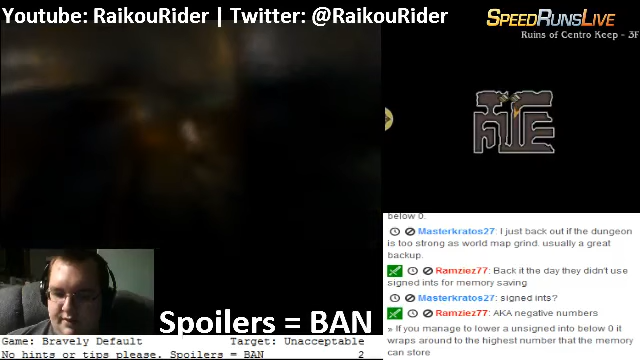 Youtube: RaikouRider | Twitter: @RaikouRider
SPEEDRUNSLIVE
Ruins of Centro Keep - 3F
below 0.
Masterkratos27: I just back out if the dungeon
is too strong as world map grind. usually a great
backup.
Ramziez77: Back it the day they didn't use
signed ints for memory saving
Masterkratos27: signed ints?
Ramziez77: AKA negative numbers
» If you manage to lower a unsigned into below 0 it
wraps around to the highest number that the memory
can store
Spoilers = BAN
Game: Bravely Default Target: Unacceptable
No hints or tips please. Spoilers = BAN 2